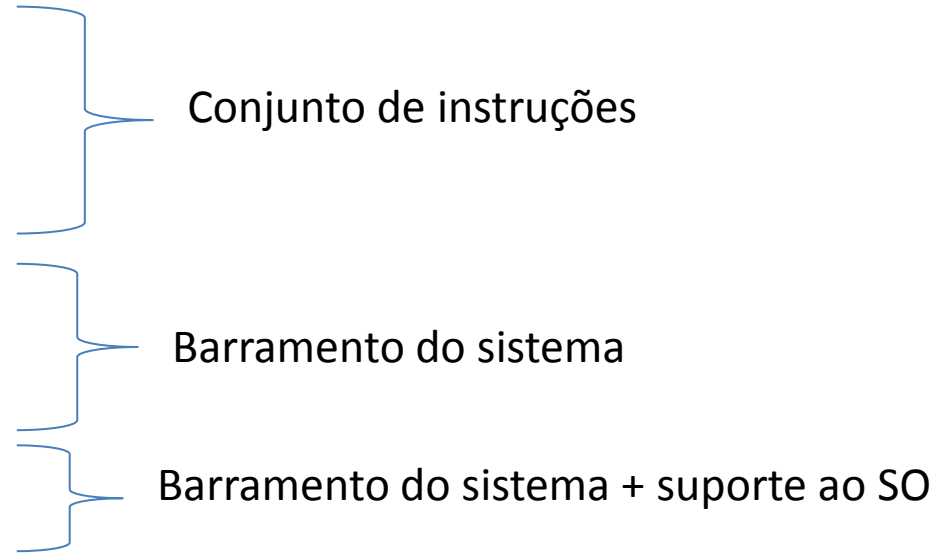 Conjunto de instruções
Barramento do sistema
Barramento do sistema + suporte ao SO